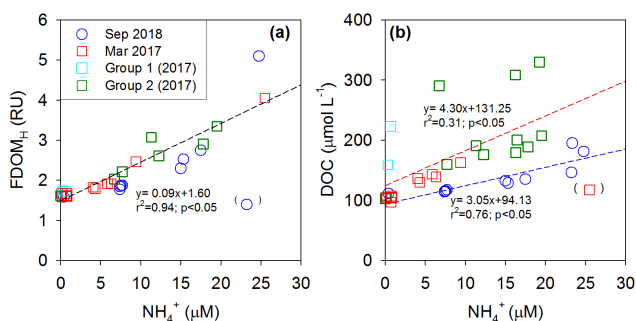 (a)
Sep 2018
Mar 2017
Group 1 (2017)
Group 2 (2017)
FDOM_H (RU)
6
5
4
3
2
1
0
y= 0.09x+1.60
r²=0.94; p<0.05
( )
0 5 10 15 20 25 30
NH₄⁺ (μM)
(b)
DOC (μmol L⁻¹)
400
300
200
100
0
y= 4.30x+131.25
r²=0.31; p<0.05
( )
y= 3.05x+94.13
r²=0.76; p<0.05
0 5 10 15 20 25 30
NH₄⁺ (μM)